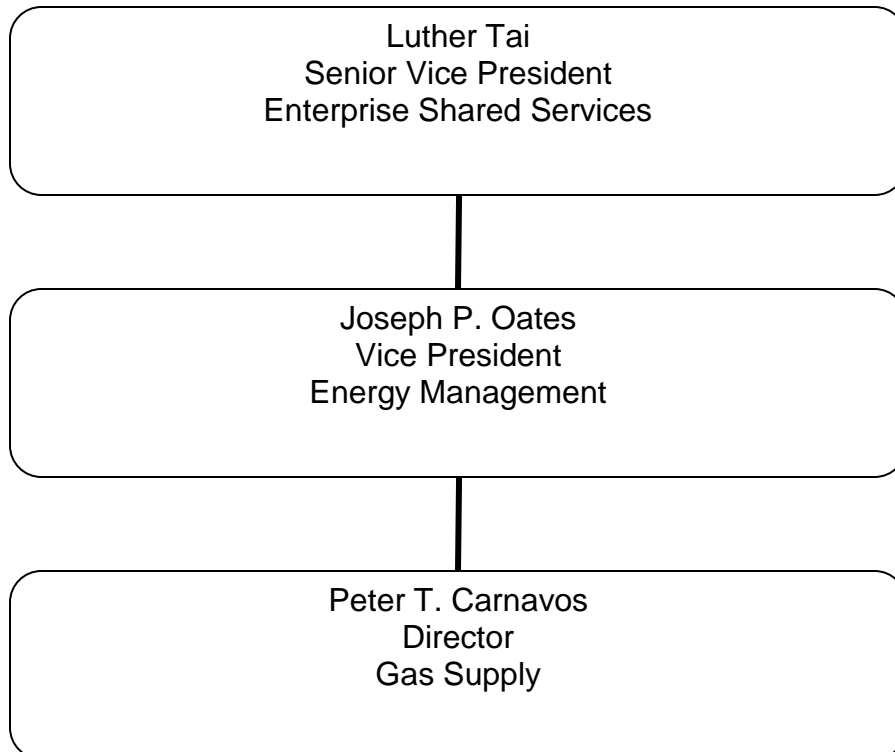 Luther Tai
Senior Vice President
Enterprise Shared Services
Joseph P. Oates
Vice President
Energy Management
Peter T. Carnavos
Director
Gas Supply